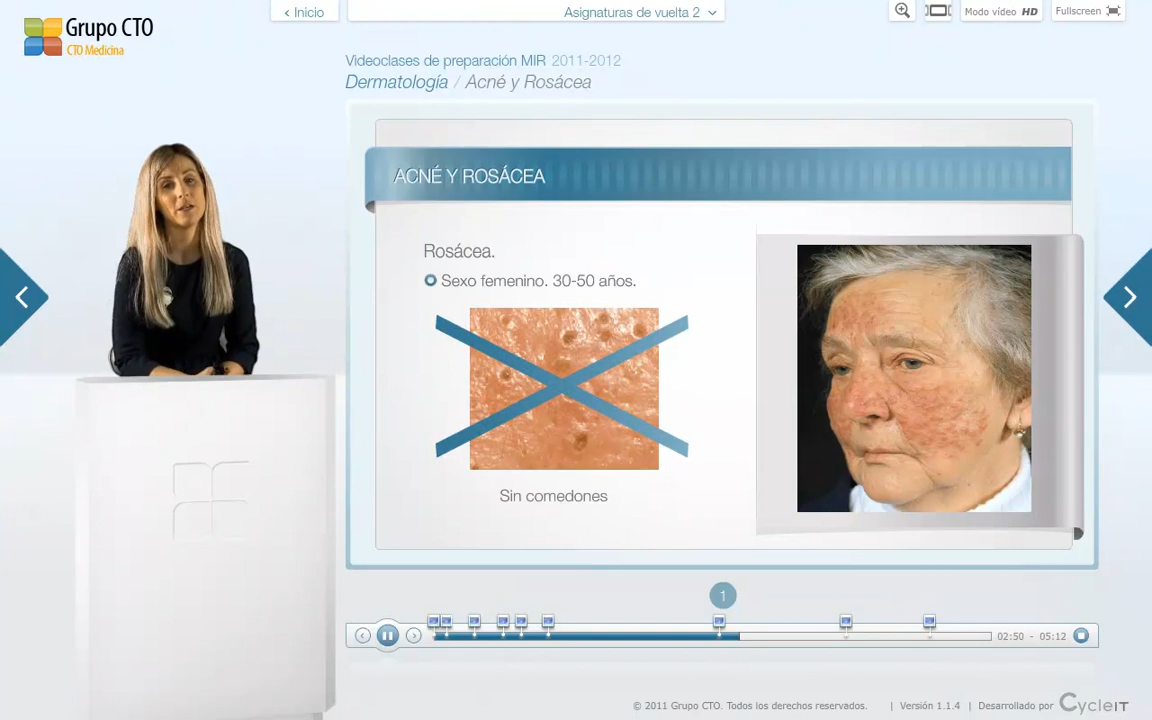 Grupo CTO
CTO Medicina
‹ Inicio
Asignaturas de vuelta 2
Modo vídeo HD
Fullscreen
Videoclases de preparación MIR 2011-2012
Dermatología / Acné y Rosácea
ACNÉ Y ROSÁCEA
Rosácea.
Sexo femenino. 30-50 años.
Sin comedones
1
02:50 - 05:12
© 2011 Grupo CTO. Todos los derechos reservados. | Versión 1.1.4 | Desarrollado por CycleIT